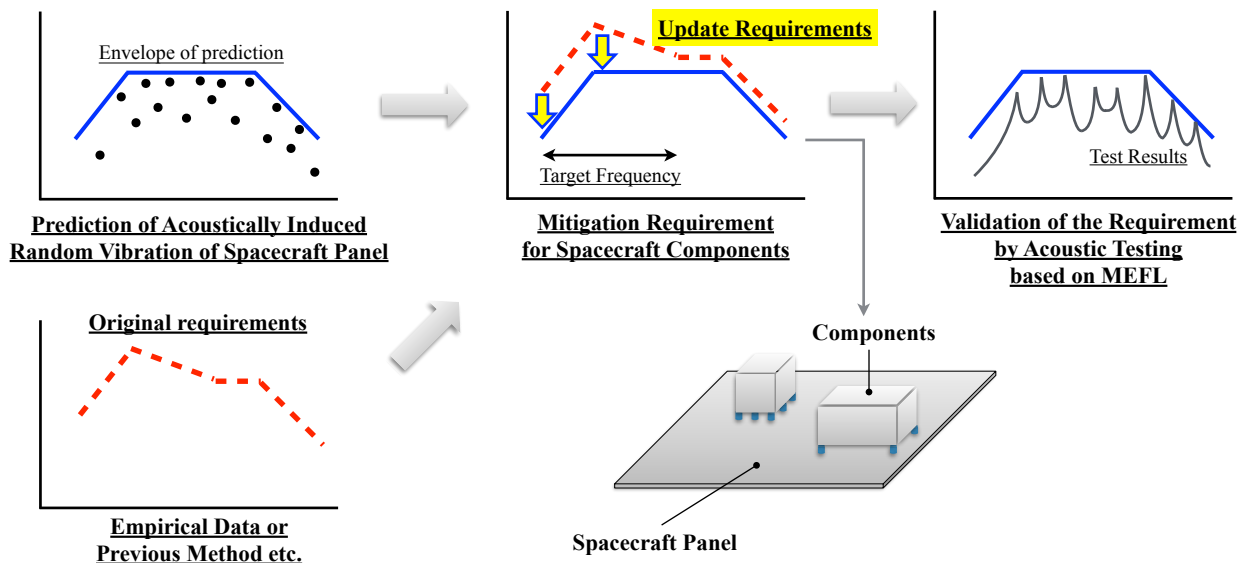 Envelope of prediction
Prediction of Acoustically Induced
Random Vibration of Spacecraft Panel
Update Requirements
Target Frequency
Mitigation Requirement
for Spacecraft Components
Test Results
Validation of the Requirement
by Acoustic Testing
based on MEFL
Original requirements
Empirical Data or
Previous Method etc.
Components
Spacecraft Panel